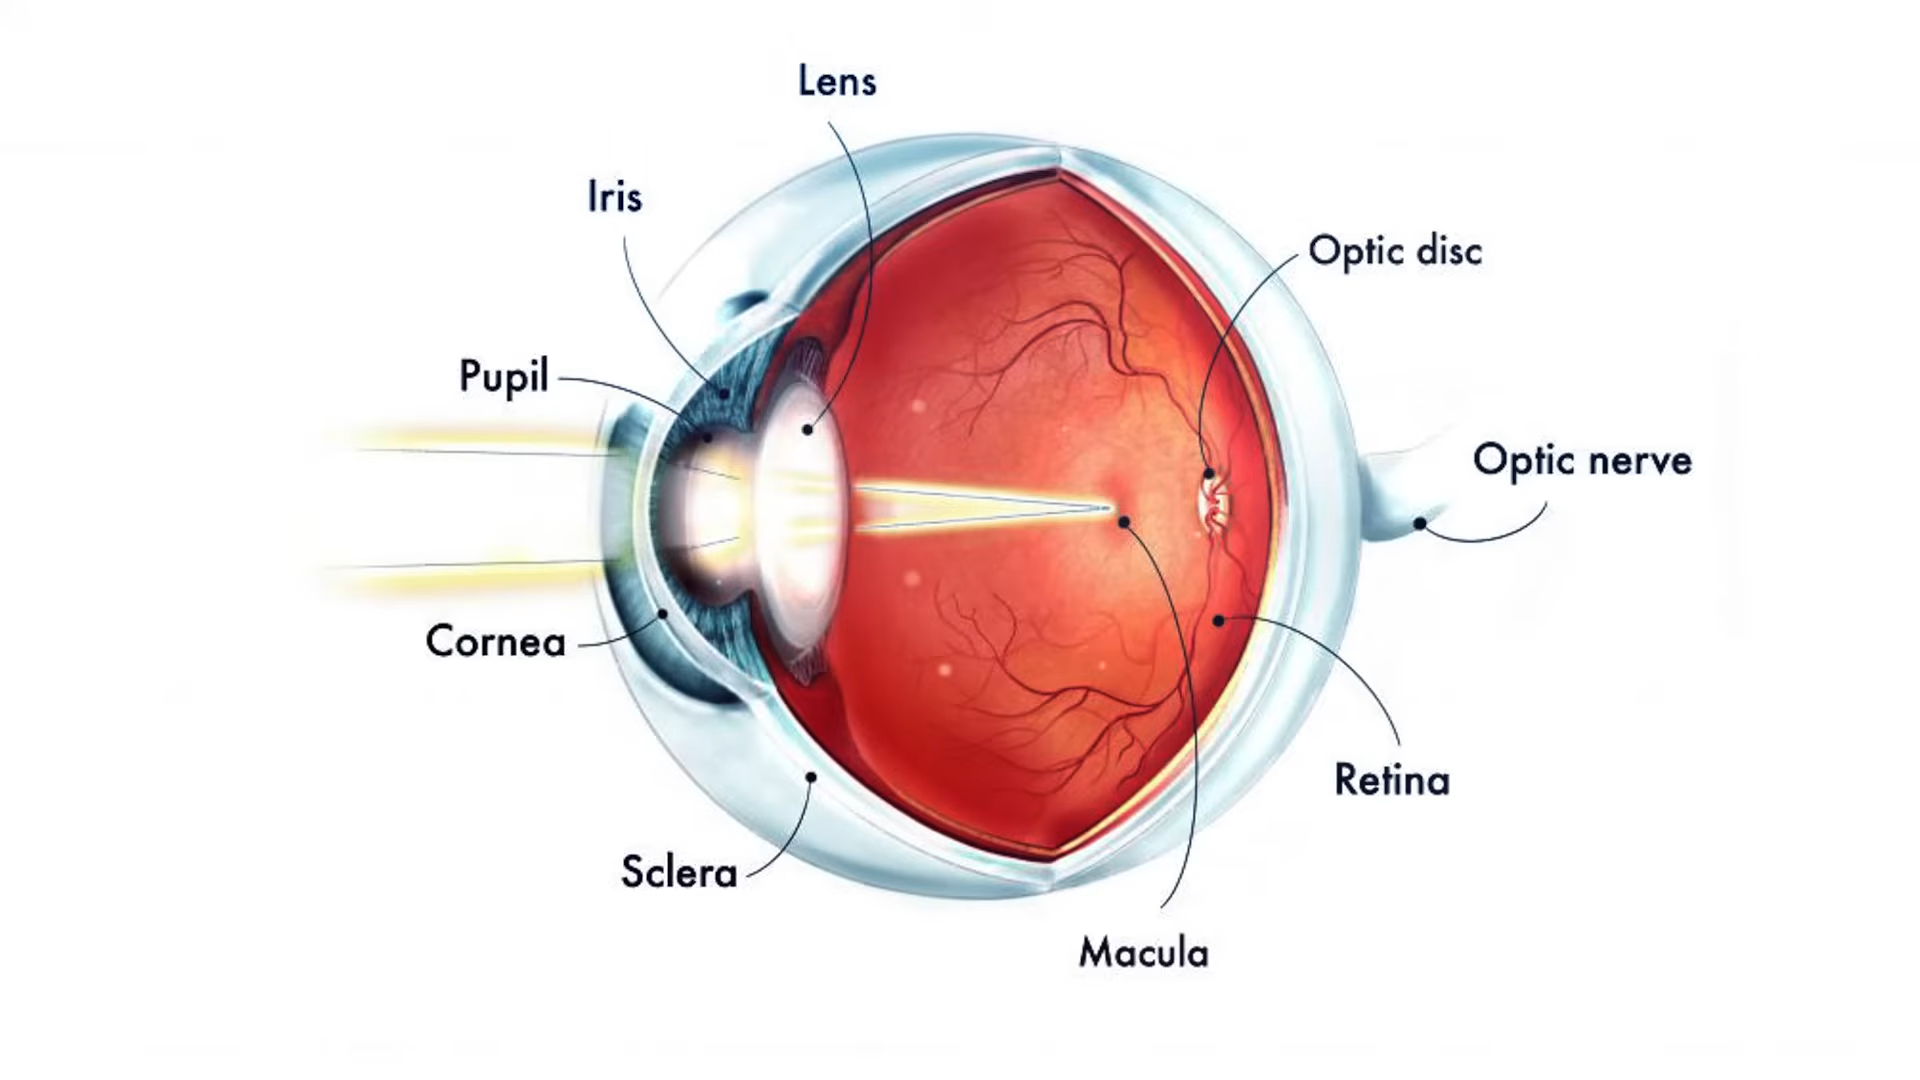 Lens
Iris
Optic disc
Pupil
Optic nerve
Cornea
Retina
Sclera
Macula